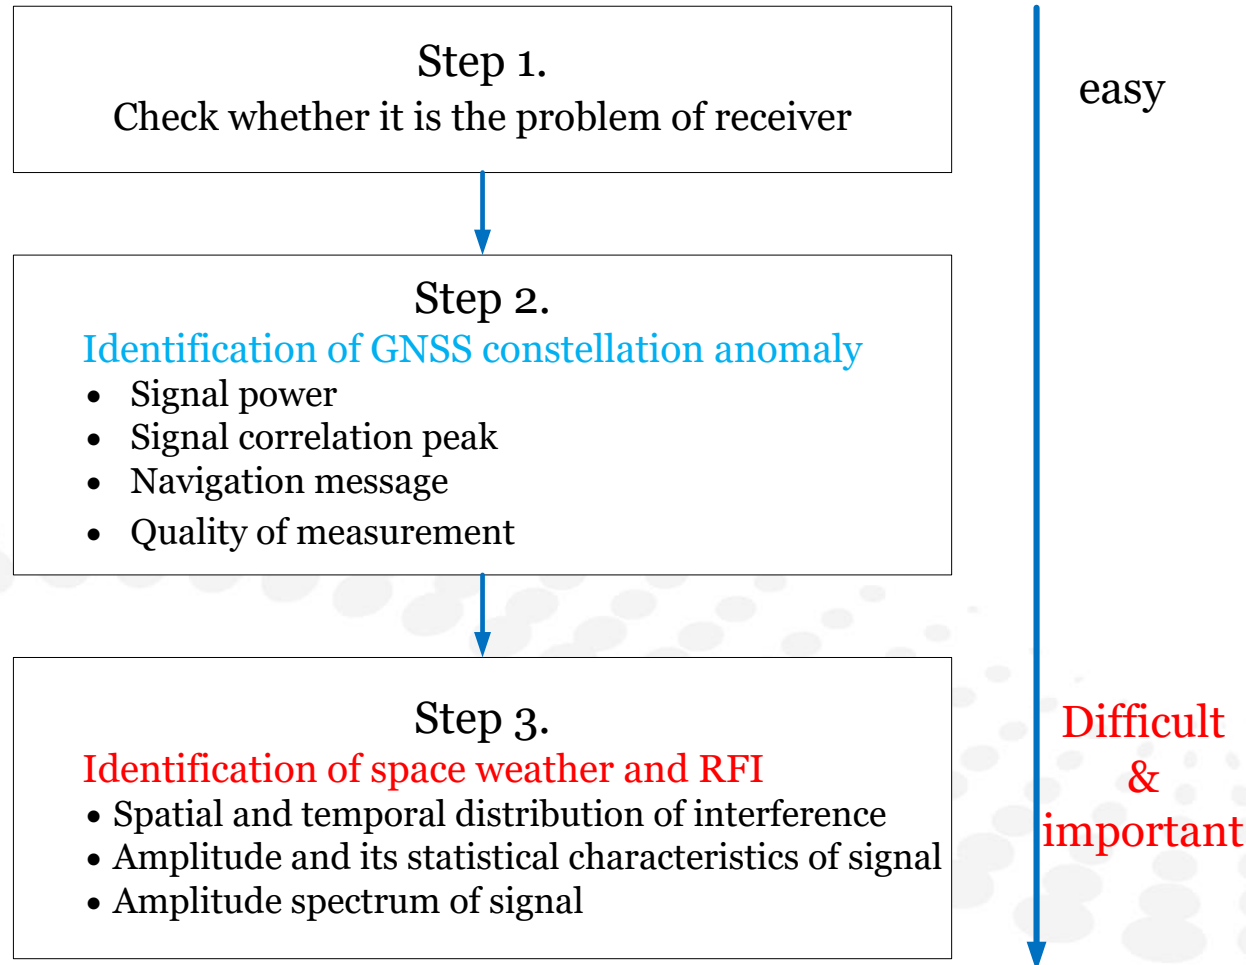 Step 1.
Check whether it is the problem of receiver
easy
Step 2.
Identification of GNSS constellation anomaly
• Signal power
• Signal correlation peak
• Navigation message
• Quality of measurement
Step 3.
Identification of space weather and RFI
• Spatial and temporal distribution of interference
• Amplitude and its statistical characteristics of signal
• Amplitude spectrum of signal
Difficult
&
important